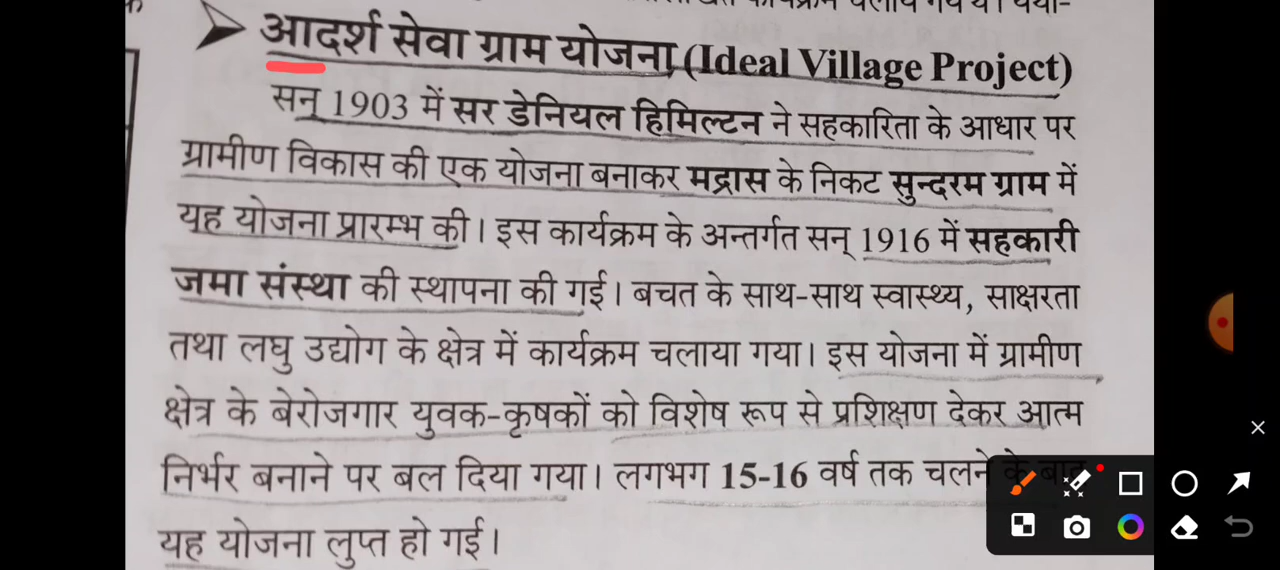 आदर्श सेवा ग्राम योजना (Ideal Village Project)
सन् 1903 में सर डेनियल हिमिल्टन ने सहकारिता के आधार पर
ग्रामीण विकास की एक योजना बनाकर मद्रास के निकट सुन्दरम ग्राम में
यह योजना प्रारम्भ की। इस कार्यक्रम के अन्तर्गत सन् 1916 में सहकारी
जमा संस्था की स्थापना की गई। बचत के साथ-साथ स्वास्थ्य, साक्षरता
तथा लघु उद्योग के क्षेत्र में कार्यक्रम चलाया गया। इस योजना में ग्रामीण
क्षेत्र के बेरोजगार युवक-कृषकों को विशेष रूप से प्रशिक्षण देकर आत्म
निर्भर बनाने पर बल दिया गया। लगभग 15-16 वर्ष तक चलने के बाद
यह योजना लुप्त हो गई।